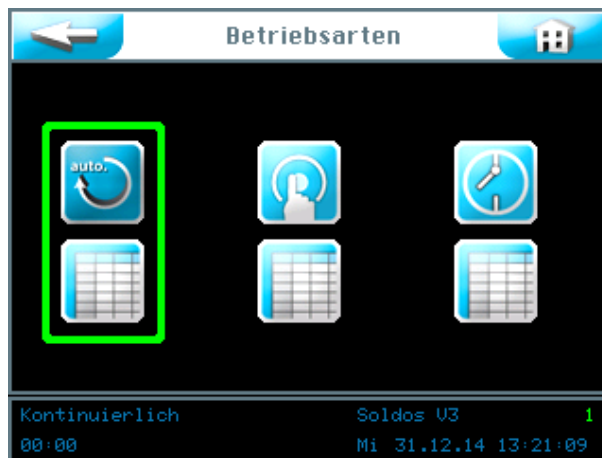 Betriebsarten
auto.
Kontinuierlich
Soldos V3
1
00:00
Mi 31.12.14 13:21:09